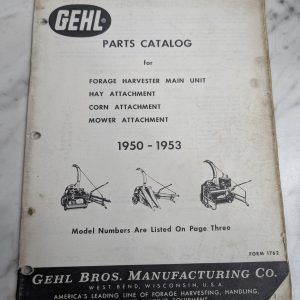 GEHL
PARTS CATALOG
for
FORAGE HARVESTER MAIN UNIT
HAY ATTACHMENT
CORN ATTACHMENT
MOWER ATTACHMENT
1950 - 1953
Model Numbers Are Listed On Page Three
FORM 1762
GEHL BROS. MANUFACTURING CO.
WEST BEND, WISCONSIN, U.S.A.
AMERICA'S LEADING LINE OF FORAGE HARVESTING, HANDLING,
EQUIPMENT